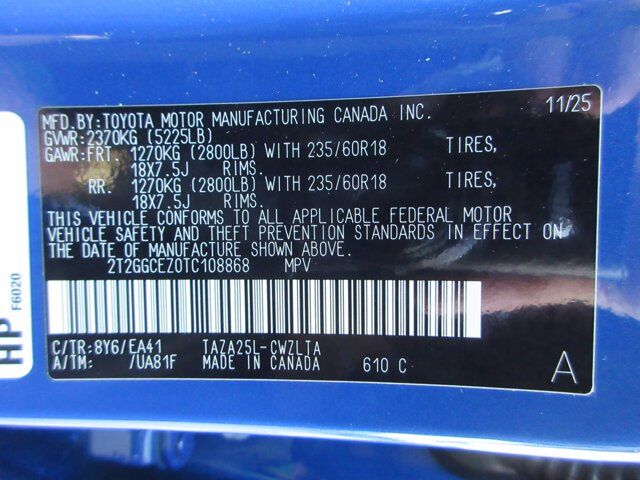 MFD.BY:TOYOTA MOTOR MANUFACTURING CANADA INC. 11/25
GVWR:2370KG (5225LB)
GAWR:FRT. 1270KG (2800LB) WITH 235/60R18 TIRES,
18X7.5J RIMS.
RR. 1270KG (2800LB) WITH 235/60R18 TIRES,
18X7.5J RIMS.
THIS VEHICLE CONFORMS TO ALL APPLICABLE FEDERAL MOTOR
VEHICLE SAFETY AND THEFT PREVENTION STANDARDS IN EFFECT ON
THE DATE OF MANUFACTURE SHOWN ABOVE.
2T2GGCEZ0TC108868 MPV
C/TR:8Y6/EA41 TAZA25L-CWZLTA
A/TM: /UA81F MADE IN CANADA 610 C A
HP
F6020